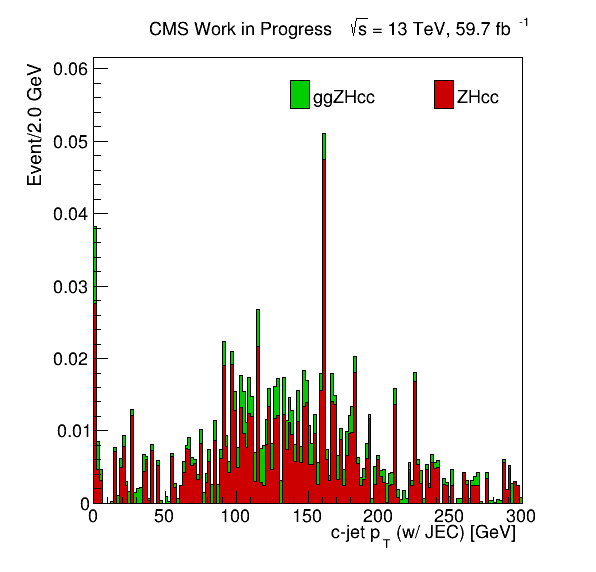 CMS Work in Progress √s = 13 TeV, 59.7 fb -1
Event/2.0 GeV
0.06
0.05
0.04
0.03
0.02
0.01
0
ggZHcc
ZHcc
0 50 100 150 200 250 300
c-jet p T (w/ JEC) [GeV]